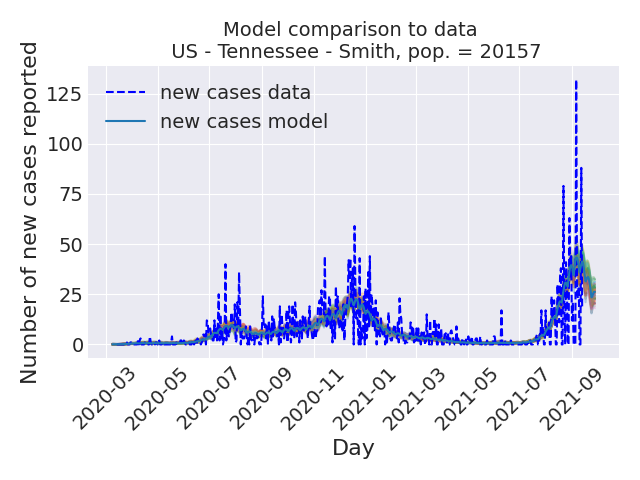 Model comparison to data
US - Tennessee - Smith, pop. = 20157
Number of new cases reported
125
100
75
50
25
0
new cases data
new cases model
2020-03
2020-05
2020-07
2020-09
2020-11
2021-01
2021-03
2021-05
2021-07
2021-09
Day